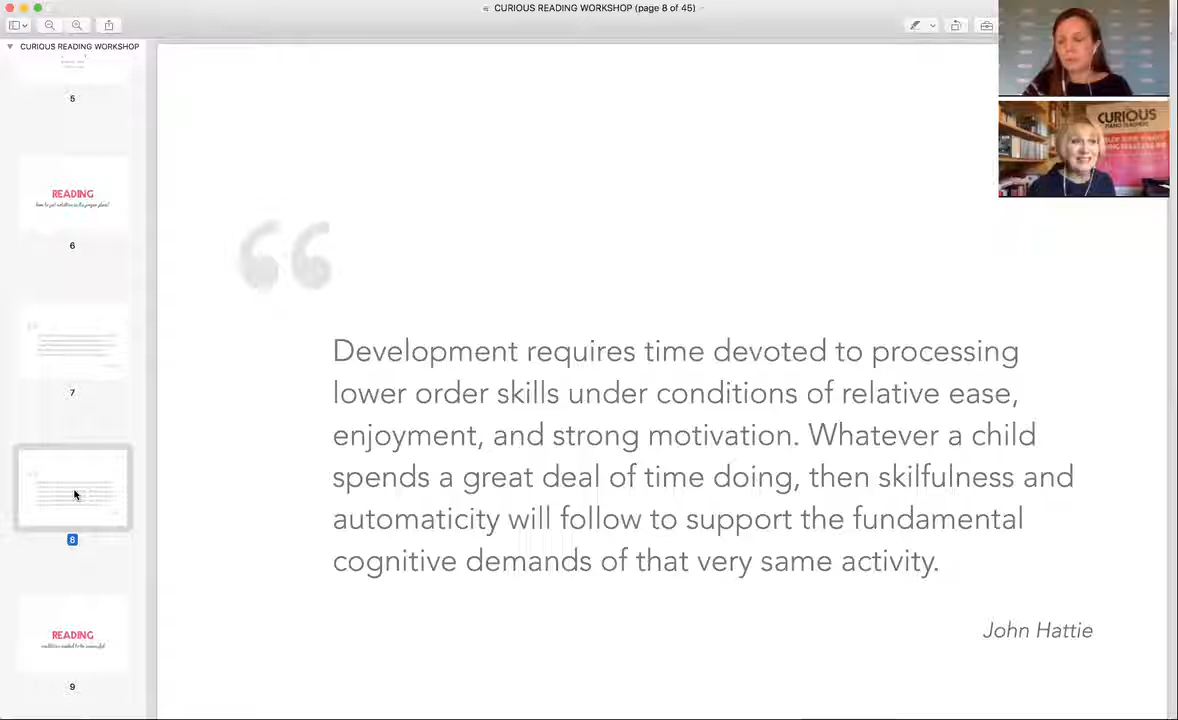 CURIOUS READING WORKSHOP (page 8 of 45)
CURIOUS READING WORKSHOP
5
READING
6
7
8
READING
9
“
Development requires time devoted to processing
lower order skills under conditions of relative ease,
enjoyment, and strong motivation. Whatever a child
spends a great deal of time doing, then skilfulness and
automaticity will follow to support the fundamental
cognitive demands of that very same activity.
John Hattie
CURIOUS
PIANO TEACHERS